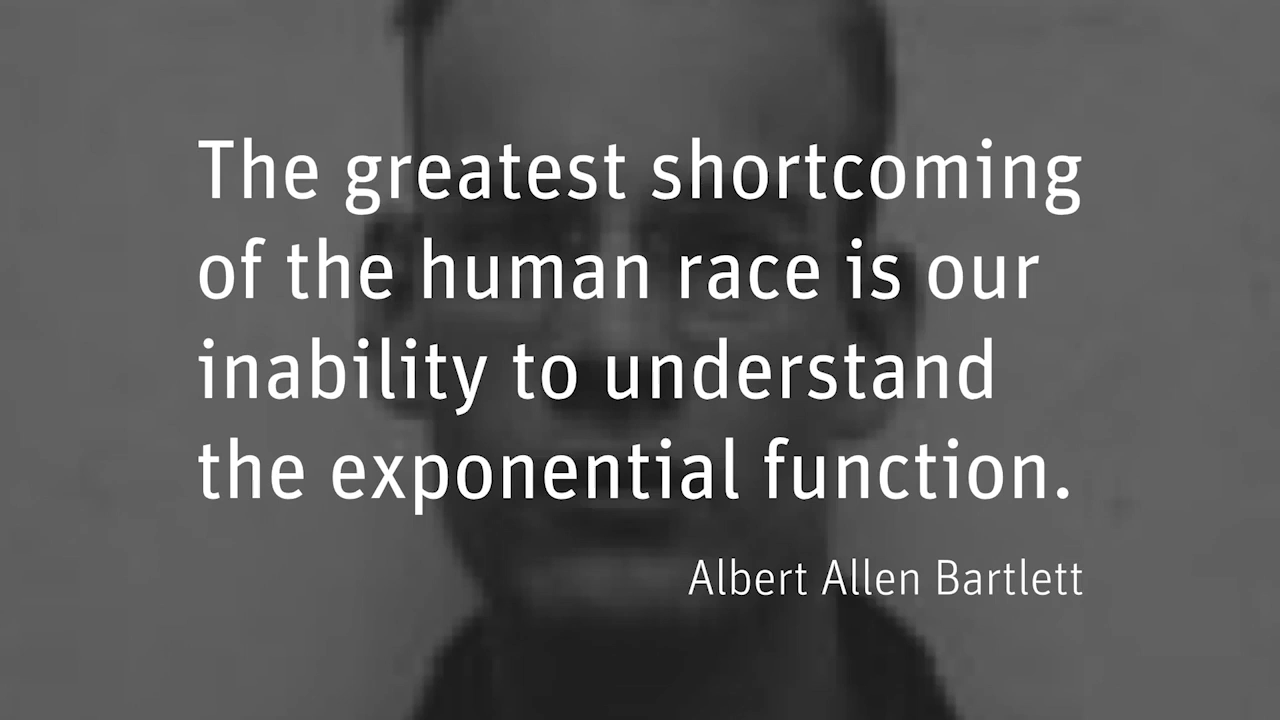 The greatest shortcoming
of the human race is our
inability to understand
the exponential function.
Albert Allen Bartlett